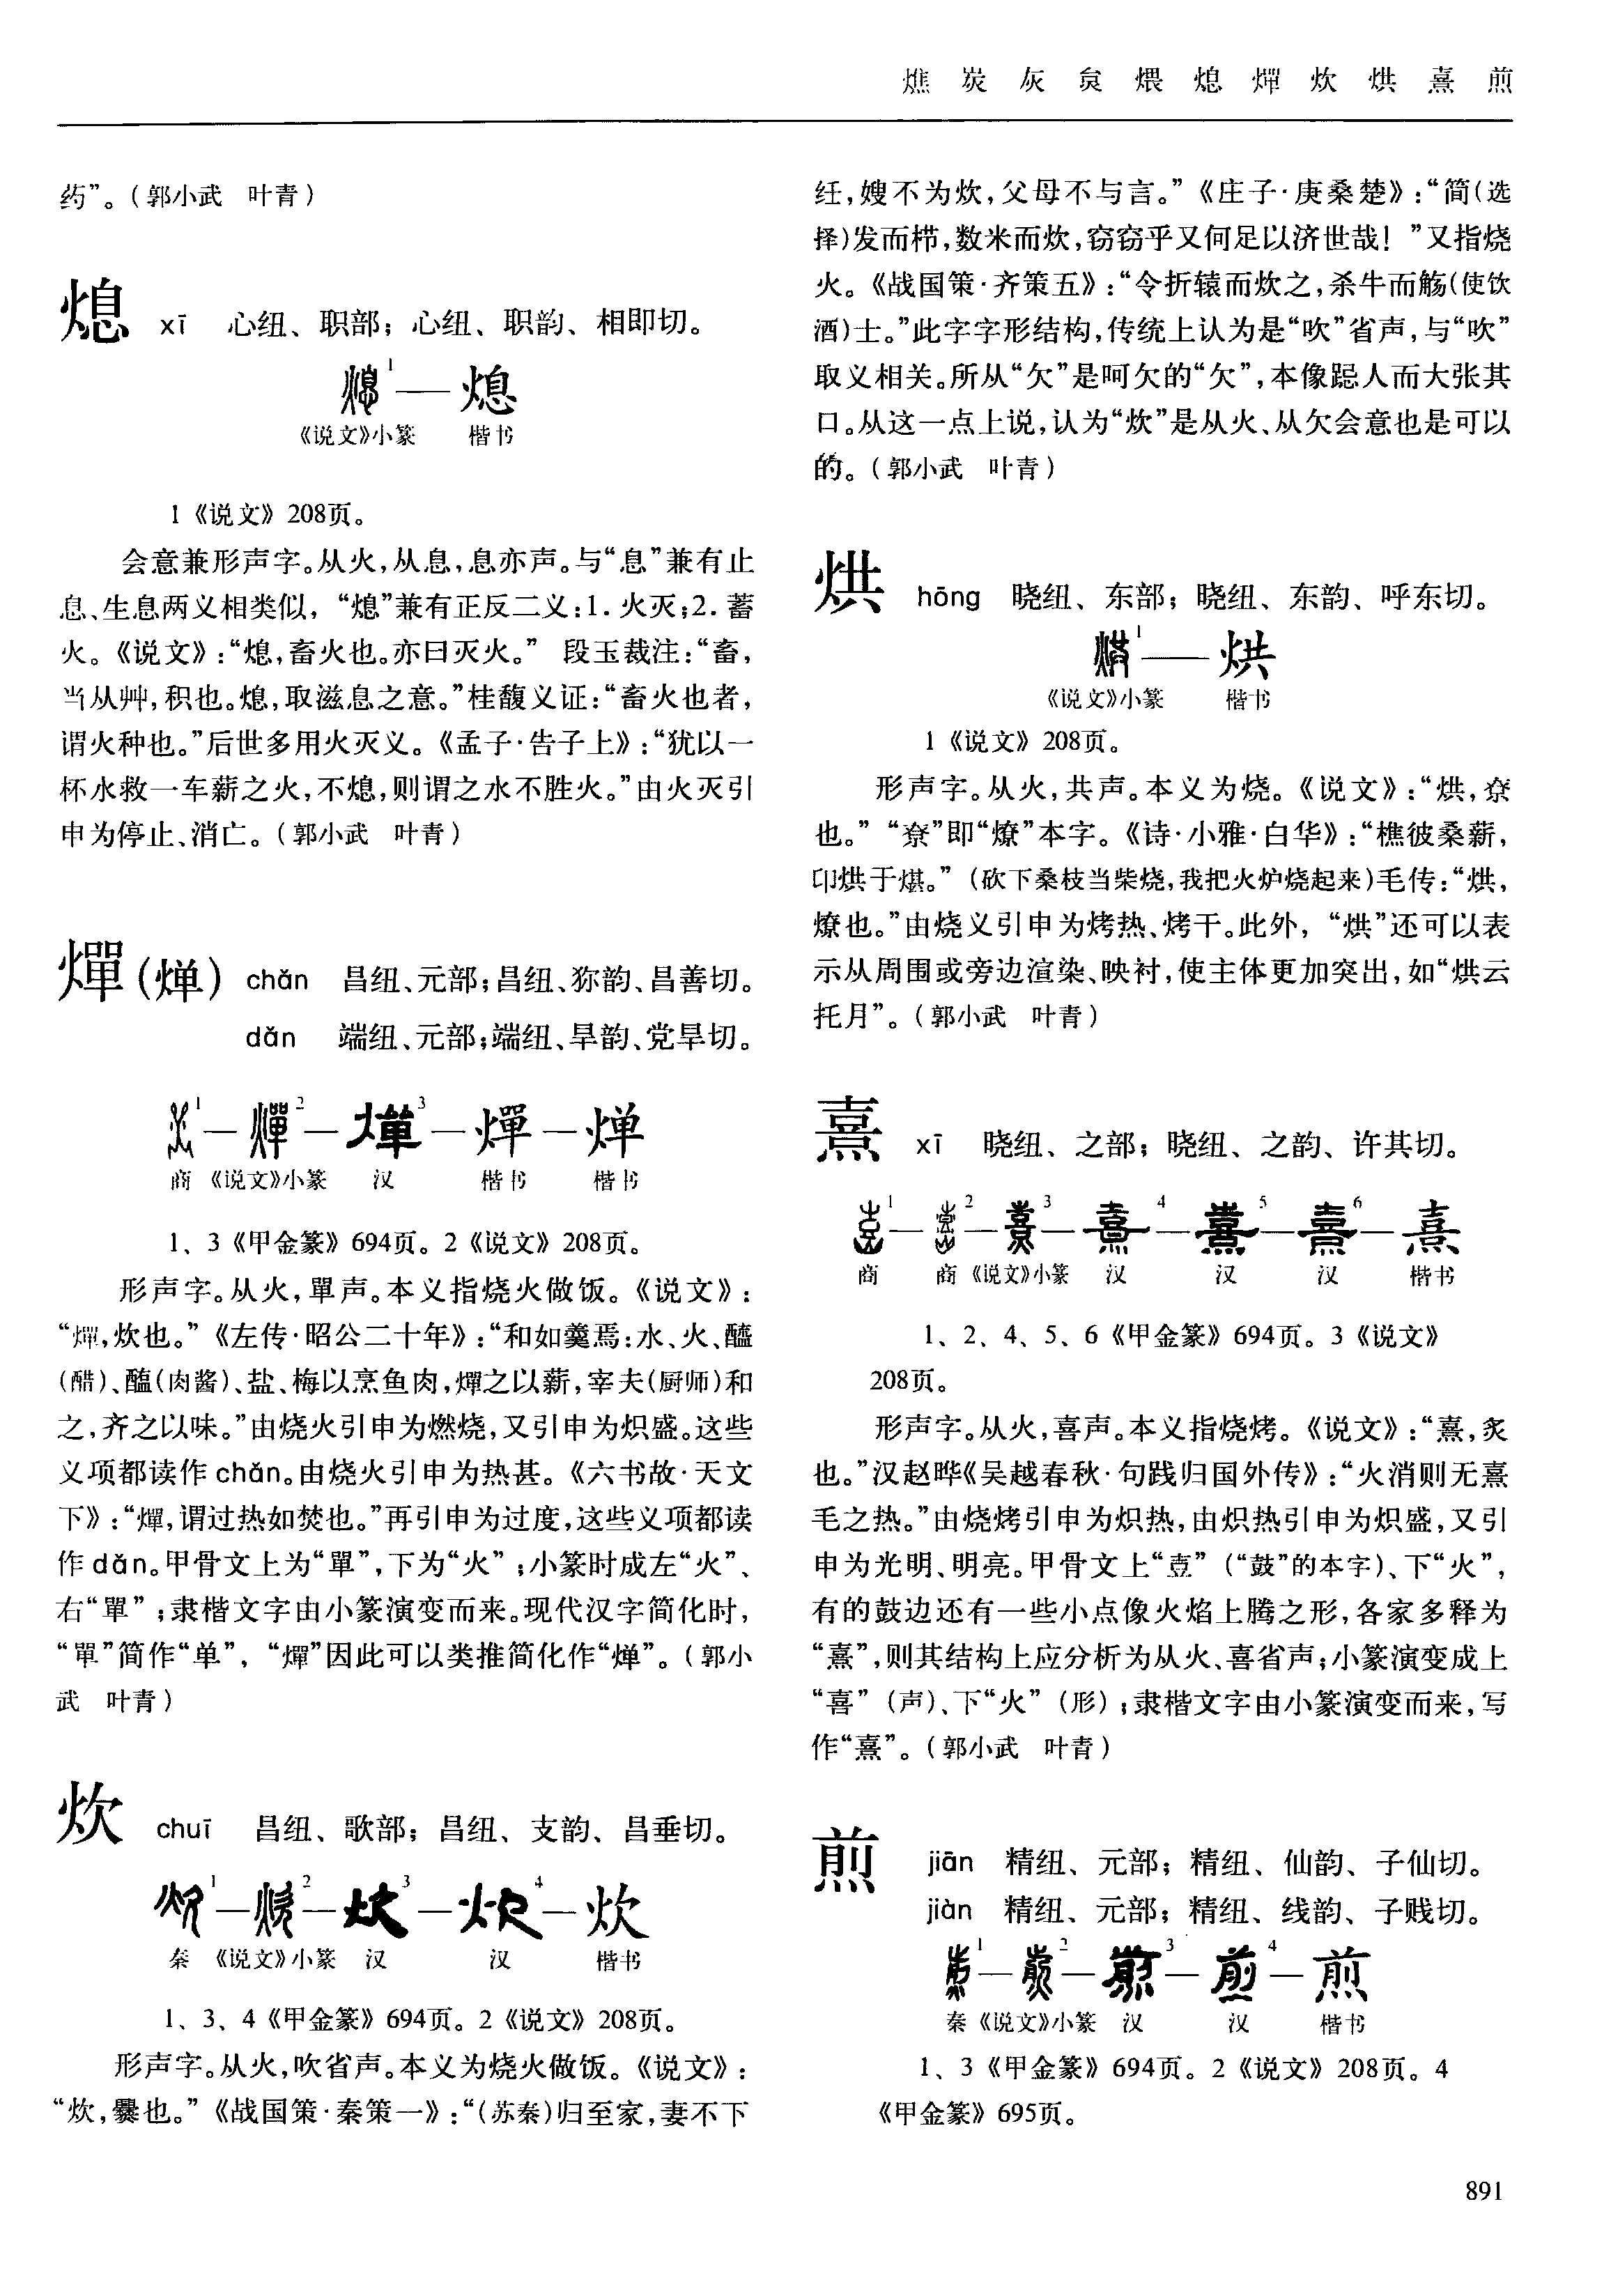 燋 炭 灰 炱 煨 熄 燀 炊 烘 熹 煎
药”。(郭小武 叶青)
熄 xī 心纽、职部；心纽、职韵、相即切。
1—熄
《说文》小篆 楷书
1《说文》208页。
会意兼形声字。从火，从息，息亦声。与“息”兼有止
息、生息两义相类似，“熄”兼有正反二义：1．火灭；2．蓄
火。《说文》：“熄，畜火也。亦曰灭火。” 段玉裁注：“畜，
当从艸，积也。熄，取滋息之意。”桂馥义证：“畜火也者，
谓火种也。”后世多用火灭义。《孟子·告子上》：“犹以一
杯水救一车薪之火，不熄，则谓之水不胜火。”由火灭引
申为停止、消亡。(郭小武 叶青)
燀(𬊤) chǎn 昌纽、元部；昌纽、狝韵、昌善切。
dǎn 端纽、元部；端纽、旱韵、党旱切。
1—2—3—燀—𬊤
商 《说文》小篆 汉 楷书 楷书
1、3《甲金篆》694页。2《说文》208页。
形声字。从火，單声。本义指烧火做饭。《说文》：
“燀，炊也。”《左传·昭公二十年》：“和如羹焉：水、火、醯
(醋)、醢(肉酱)、盐、梅以烹鱼肉，燀之以薪，宰夫(厨师)和
之，齐之以味。”由烧火引申为燃烧，又引申为炽盛。这些
义项都读作chǎn。由烧火引申为热甚。《六书故·天文
下》：“燀，谓过热如焚也。”再引申为过度，这些义项都读
作dǎn。甲骨文上为“單”，下为“火”；小篆时成左“火”、
右“單”；隶楷文字由小篆演变而来。现代汉字简化时，
“單”简作“单”，“燀”因此可以类推简化作“𬊤”。(郭小
武 叶青)
炊 chuī 昌纽、歌部；昌纽、支韵、昌垂切。
1—2—3—4—炊
秦 《说文》小篆 汉 汉 楷书
1、3、4《甲金篆》694页。2《说文》208页。
形声字。从火，吹省声。本义为烧火做饭。《说文》：
“炊，爨也。”《战国策·秦策一》：“(苏秦)归至家，妻不下
纴，嫂不为炊，父母不与言。”《庄子·庚桑楚》：“简(选
择)发而栉，数米而炊，窃窃乎又何足以济世哉！”又指烧
火。《战国策·齐策五》：“令折辕而炊之，杀牛而觞(使饮
酒)士。”此字字形结构，传统上认为是“吹”省声，与“吹”
取义相关。所从“欠”是呵欠的“欠”，本像跽人而大张其
口。从这一点上说，认为“炊”是从火、从欠会意也是可以
的。(郭小武 叶青)
烘 hōng 晓纽、东部；晓纽、东韵、呼东切。
1—烘
《说文》小篆 楷书
1《说文》208页。
形声字。从火，共声。本义为烧。《说文》：“烘，尞
也。”“尞”即“燎”本字。《诗·小雅·白华》：“樵彼桑薪，
卬烘于煁。”(砍下桑枝当柴烧，我把火炉烧起来)毛传：“烘，
燎也。”由烧义引申为烤热、烤干。此外，“烘”还可以表
示从周围或旁边渲染、映衬，使主体更加突出，如“烘云
托月”。(郭小武 叶青)
熹 xī 晓纽、之部；晓纽、之韵、许其切。
1—2—3—4—5—6—熹
商 商 《说文》小篆 汉 汉 汉 楷书
1、2、4、5、6《甲金篆》694页。3《说文》
208页。
形声字。从火，喜声。本义指烧烤。《说文》：“熹，炙
也。”汉赵晔《吴越春秋·句践归国外传》：“火消则无熹
毛之热。”由烧烤引申为炽热，由炽热引申为炽盛，又引
申为光明、明亮。甲骨文上“壴”(“鼓”的本字)、下“火”，
有的鼓边还有一些小点像火焰上腾之形，各家多释为
“熹”，则其结构上应分析为从火、喜省声；小篆演变成上
“喜”(声)、下“火”(形)；隶楷文字由小篆演变而来，写
作“熹”。(郭小武 叶青)
煎 jiān 精纽、元部；精纽、仙韵、子仙切。
jiàn 精纽、元部；精纽、线韵、子贱切。
1—2—3—4—煎
秦 《说文》小篆 汉 汉 楷书
1、3《甲金篆》694页。2《说文》208页。4
《甲金篆》695页。
891